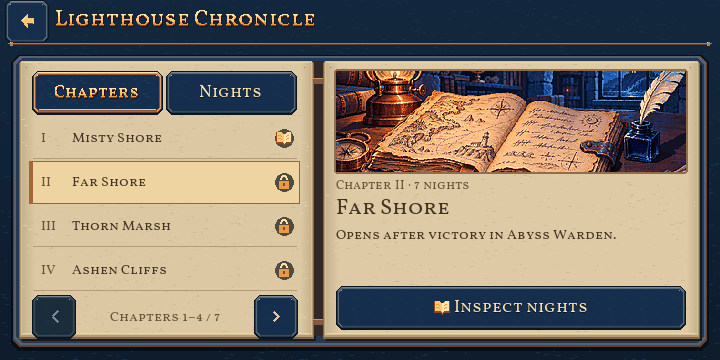 Lighthouse Chronicle
Chapters
Nights
I Misty Shore
II Far Shore
III Thorn Marsh
IV Ashen Cliffs
Chapters 1–4 / 7
Chapter II · 7 nights
Far Shore
Opens after victory in Abyss Warden.
Inspect nights